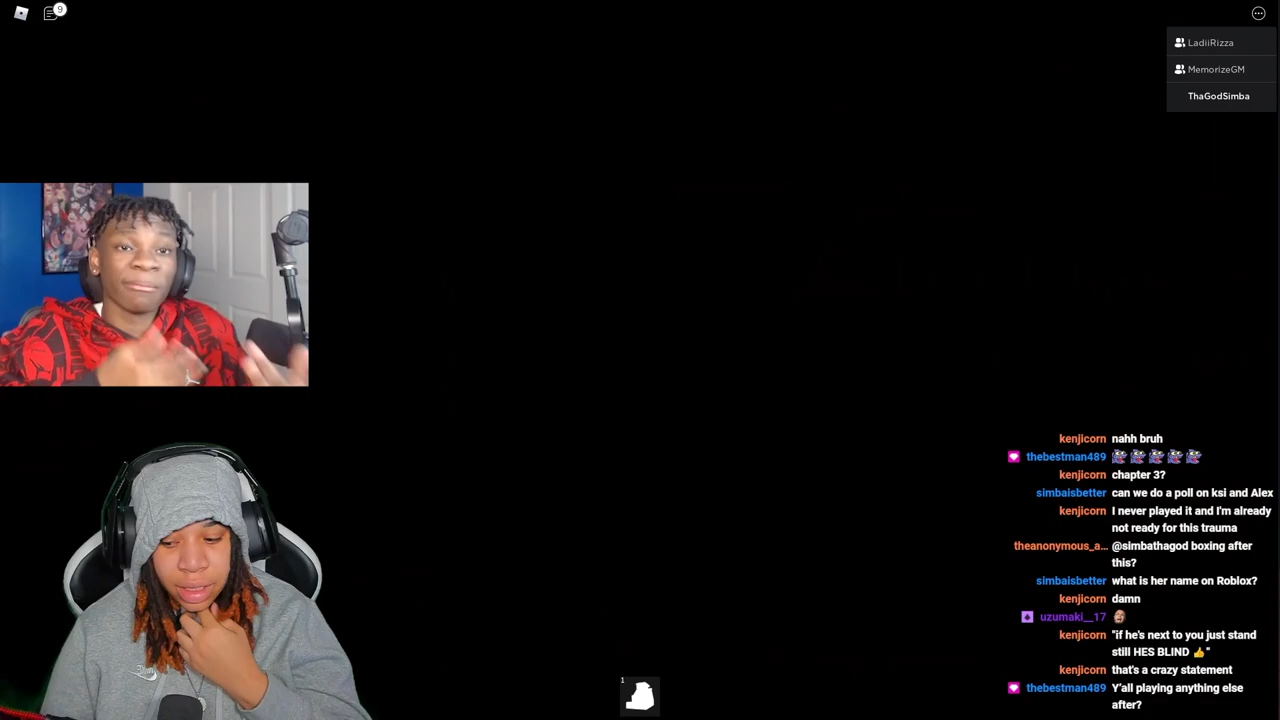 9
LadiiRizza
MemorizeGM
ThaGodSimba
kenjicorn nahh bruh
thebestman489
kenjicorn chapter 3?
simbaisbetter can we do a poll on ksi and Alex
kenjicorn I never played it and I'm already
not ready for this trauma
theanonymous_a... @simbathagod boxing after
this?
simbaisbetter what is her name on Roblox?
kenjicorn damn
uzumaki__17
kenjicorn "if he's next to you just stand
still HES BLIND 👍"
kenjicorn that's a crazy statement
thebestman489 Y'all playing anything else
after?
1